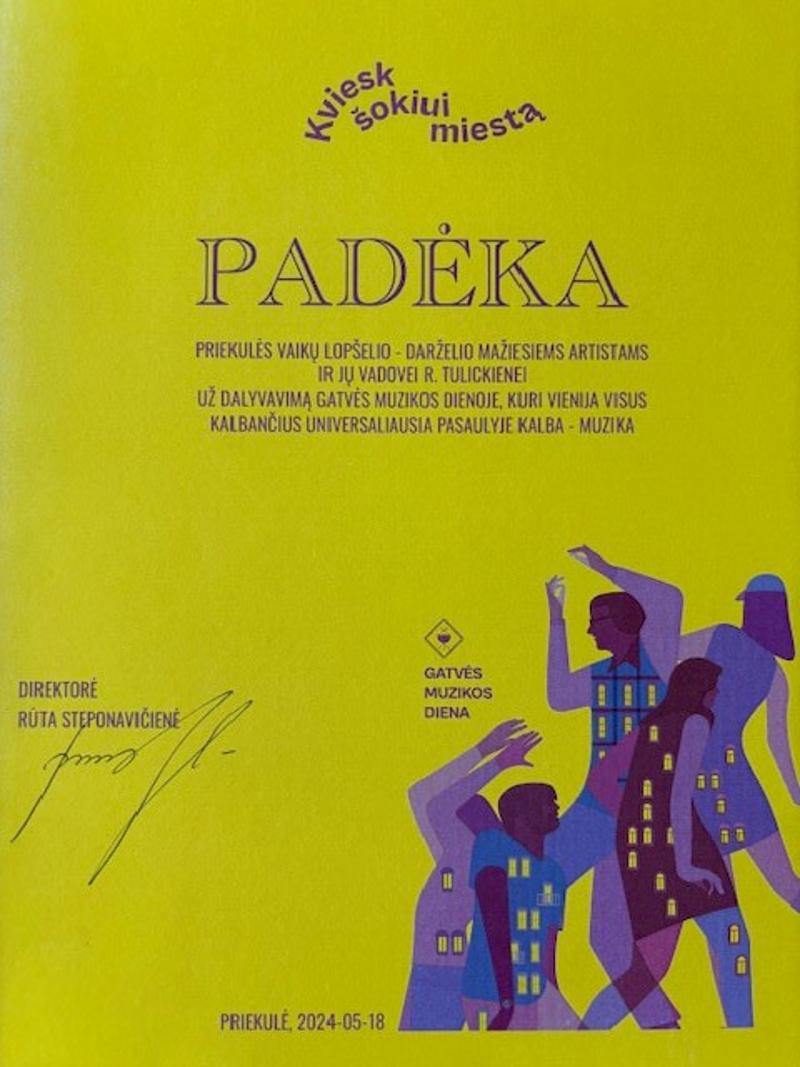 Kviesk
šokiui
miestą
PADĖKA
PRIEKULĖS VAIKŲ LOPŠELIO - DARŽELIO MAŽIESIEMS ARTISTAMS
IR JŲ VADOVEI R. TULICKIENEI
UŽ DALYVAVIMĄ GATVĖS MUZIKOS DIENOJE, KURI VIENIJA VISUS
KALBANČIUS UNIVERSALIAUSIA PASAULYJE KALBA - MUZIKA
GATVĖS
MUZIKOS
DIENA
DIREKTORĖ
RŪTA STEPONAVIČIENĖ
PRIEKULĖ, 2024-05-18